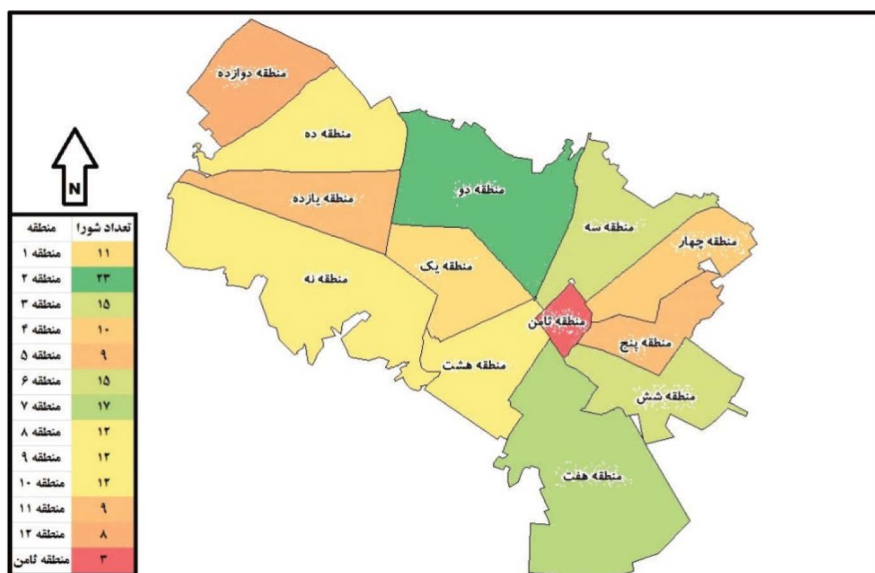 منطقه دوازده
منطقه ده
منطقه دو
منطقه یازده
منطقه سه
منطقه چهار
منطقه یک
منطقه نه
منطقه ثامن
منطقه پنج
منطقه هشت
منطقه شش
منطقه هفت
N
تعداد شورا منطقه
۱۱ منطقه ۱
۲۳ منطقه ۲
۱۵ منطقه ۳
۱۰ منطقه ۴
۹ منطقه ۵
۱۵ منطقه ۶
۱۷ منطقه ۷
۱۲ منطقه ۸
۱۲ منطقه ۹
۱۲ منطقه ۱۰
۹ منطقه ۱۱
۸ منطقه ۱۲
۳ منطقه ثامن